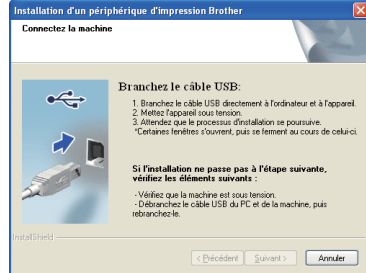 Installation d'un périphérique d'impression Brother
Connectez la machine
Branchez le câble USB:
1. Branchez le câble USB directement à l'ordinateur et à l'appareil.
2. Mettez l'appareil sous tension.
3. Attendez que le processus d'installation se poursuive.
*Certaines fenêtres s'ouvrent, puis se ferment au cours de celui-ci.
Si l'installation ne passe pas à l'étape suivante,
vérifiez les éléments suivants :
- Vérifiez que la machine est sous tension.
- Débranchez le câble USB du PC et de la machine, puis
rebranchez-le.
InstallShield
< Précédent
Suivant >
Annuler